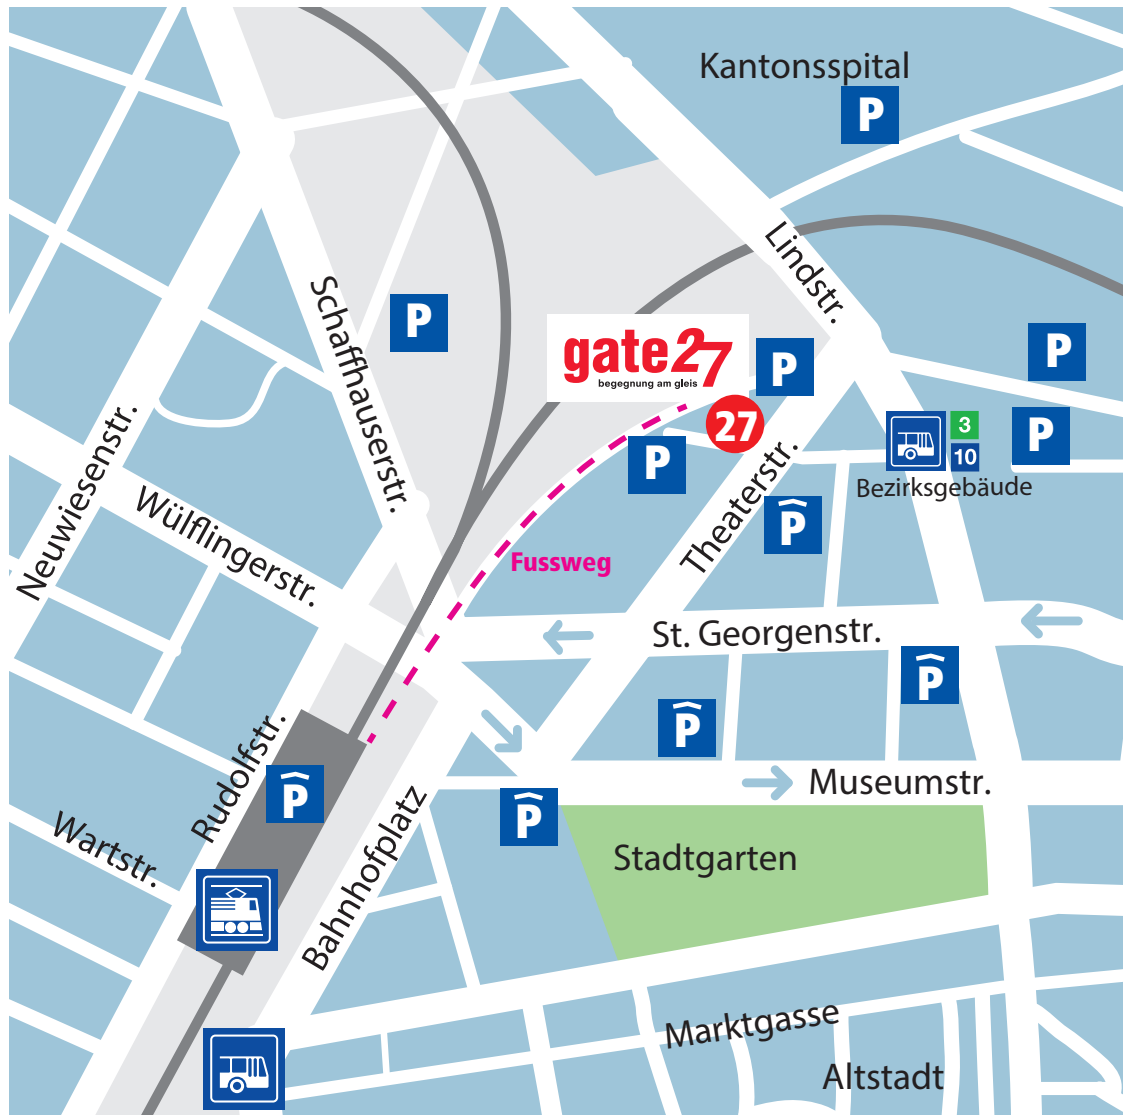 Kantonsspital
P
Lindstr.
Schaffhauserstr.
P
gate27
begegnung am gleis
P
P
27
3
10
P
P
Bezirksgebäude
Neuwiesenstr.
Wülflingerstr.
Theaterstr.
P
Fussweg
St. Georgenstr.
P
P
Rudolfstr.
P
Museumstr.
P
Bahnhofplatz
Wartstr.
Stadtgarten
Marktgasse
Altstadt